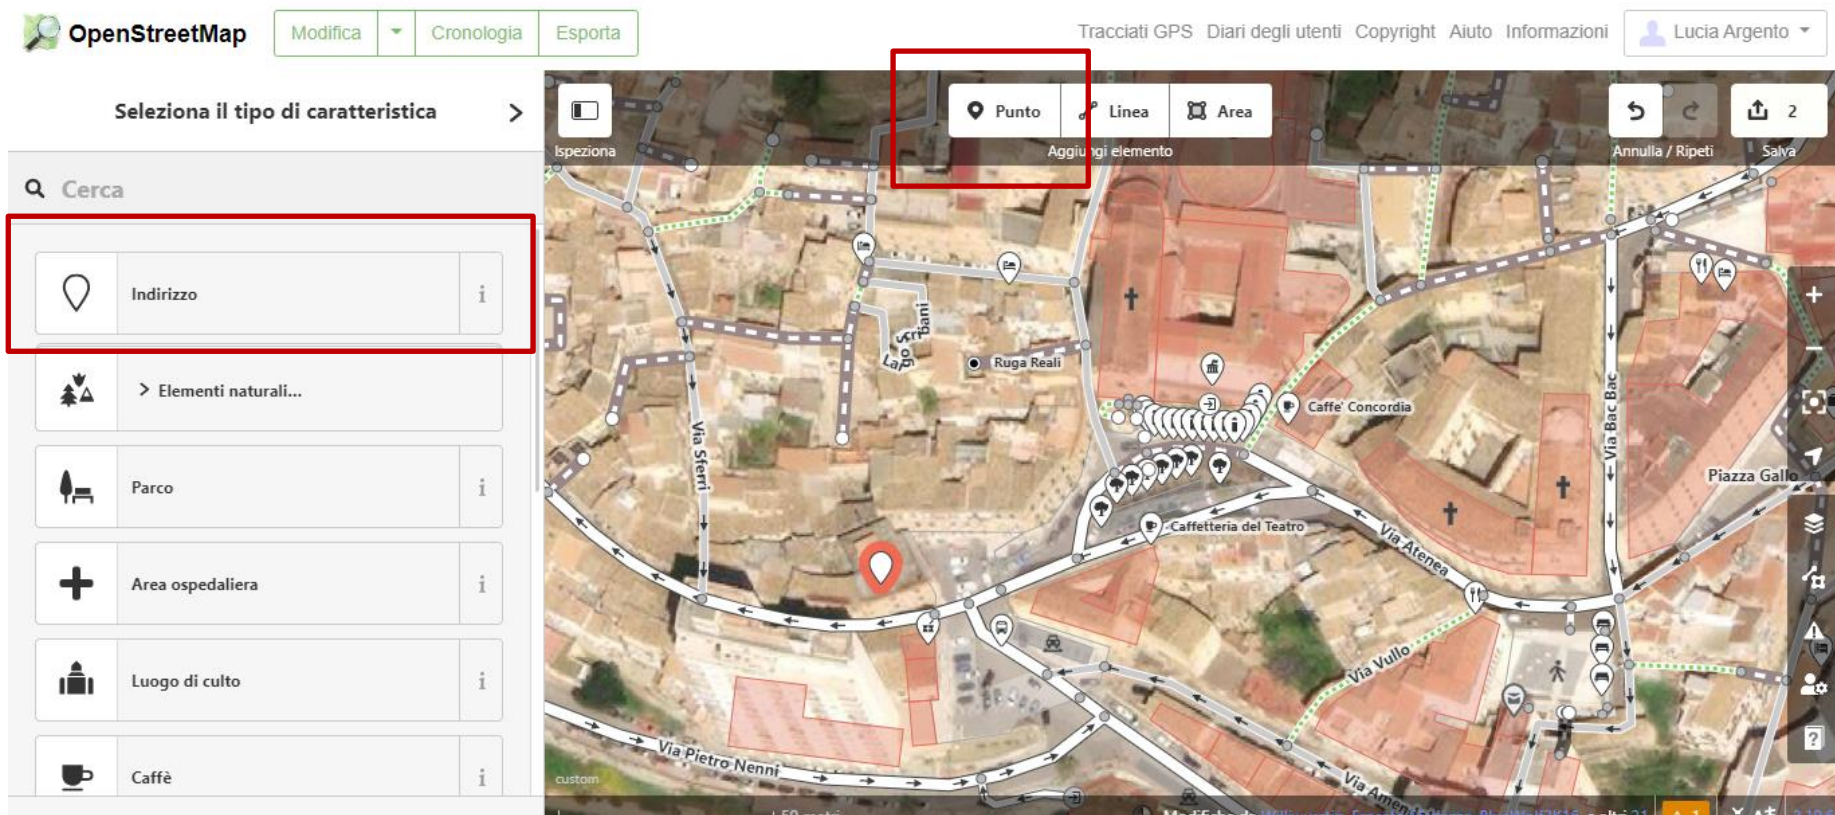 OpenStreetMap
Modifica
Cronologia
Esporta
Tracciati GPS
Diari degli utenti
Copyright
Aiuto
Informazioni
Lucia Argento
Seleziona il tipo di caratteristica
Cerca
Indirizzo
i
Elementi naturali...
Parco
i
Area ospedaliera
i
Luogo di culto
i
Caffè
i
Ispeziona
Punto
Linea
Area
Aggiungi elemento
Annulla / Ripeti
2
Salva
Ruga Reali
Via Sferri
Caffe' Concordia
Via Bac Bac
Piazza Gallo
Caffetteria del Teatro
Via Atenea
Via Vullo
Via Pietro Nenni
custom